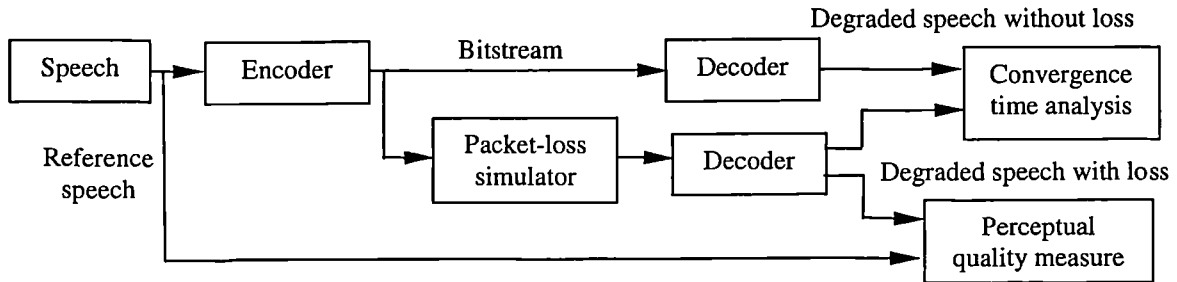 Degraded speech without loss
Speech
Encoder
Bitstream
Decoder
Convergence
time analysis
Reference
speech
Packet-loss
simulator
Decoder
Degraded speech with loss
Perceptual
quality measure